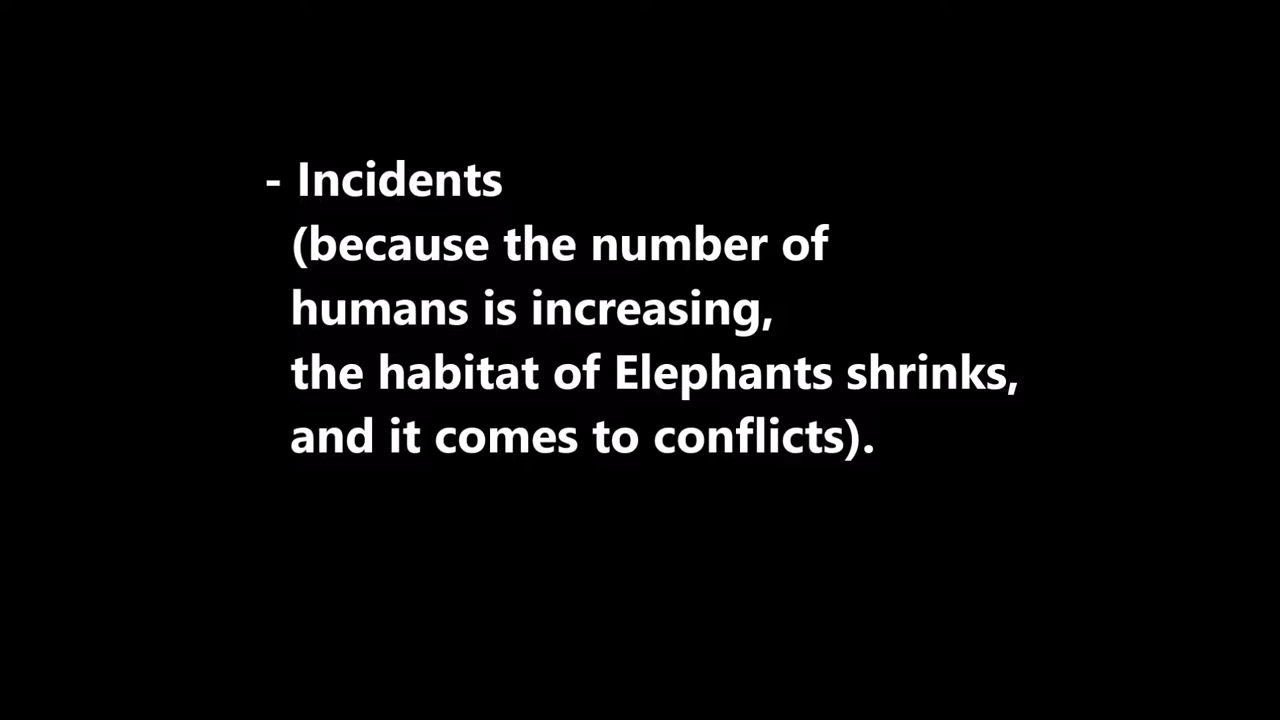 - Incidents
(because the number of
humans is increasing,
the habitat of Elephants shrinks,
and it comes to conflicts).